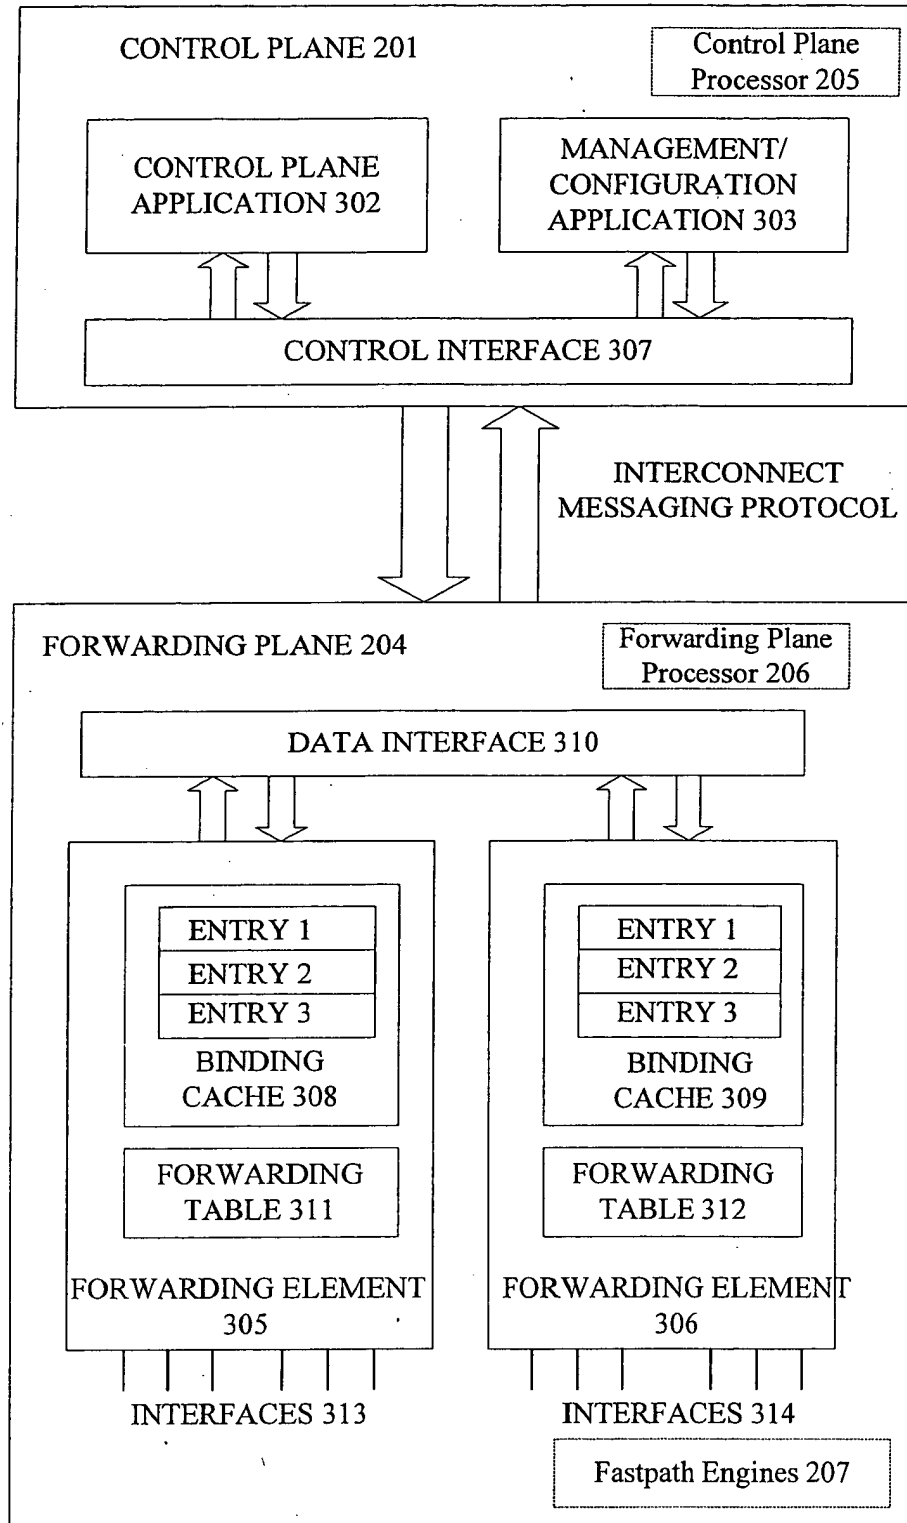 CONTROL PLANE 201
Control Plane
Processor 205
CONTROL PLANE
APPLICATION 302
MANAGEMENT/
CONFIGURATION
APPLICATION 303
CONTROL INTERFACE 307
INTERCONNECT
MESSAGING PROTOCOL
FORWARDING PLANE 204
Forwarding Plane
Processor 206
DATA INTERFACE 310
ENTRY 1
ENTRY 2
ENTRY 3
BINDING
CACHE 308
FORWARDING
TABLE 311
FORWARDING ELEMENT
305
INTERFACES 313
ENTRY 1
ENTRY 2
ENTRY 3
BINDING
CACHE 309
FORWARDING
TABLE 312
FORWARDING ELEMENT
306
INTERFACES 314
Fastpath Engines 207